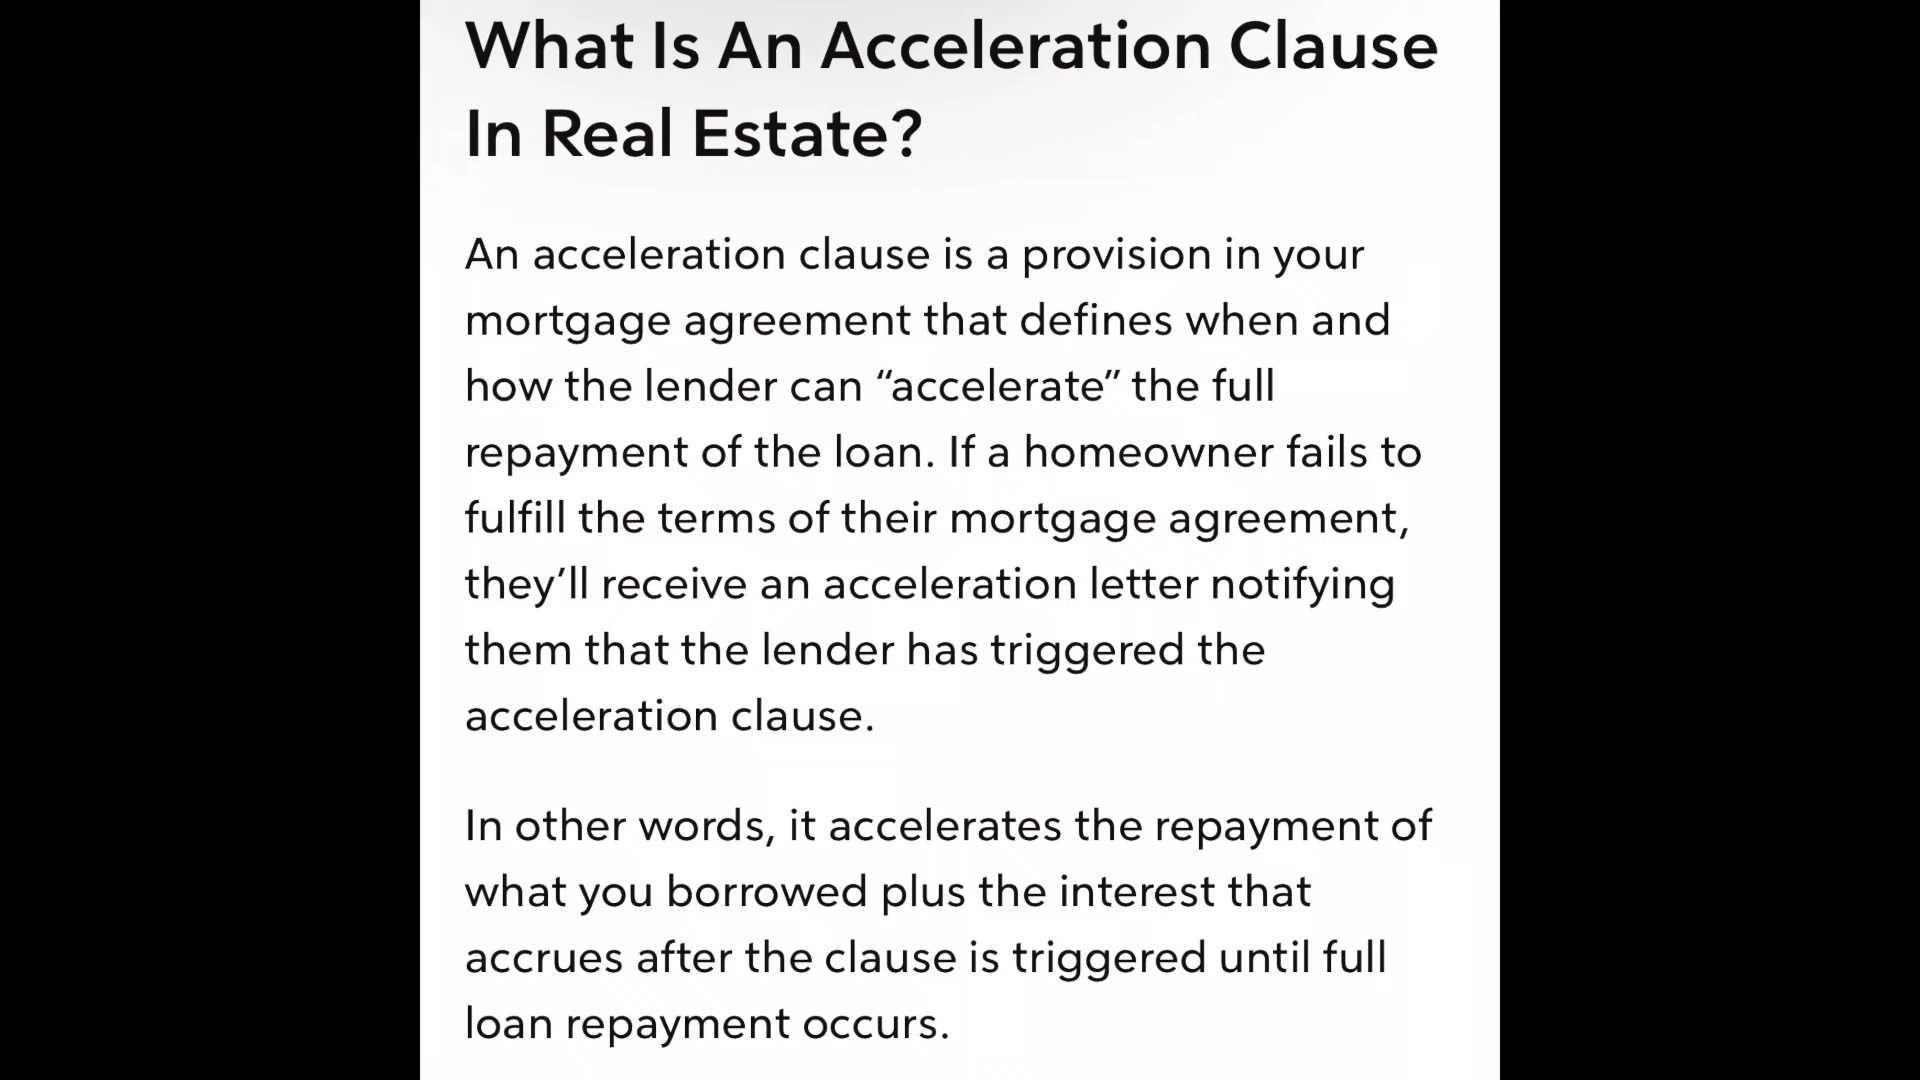 What Is An Acceleration Clause
In Real Estate?
An acceleration clause is a provision in your
mortgage agreement that defines when and
how the lender can “accelerate” the full
repayment of the loan. If a homeowner fails to
fulfill the terms of their mortgage agreement,
they’ll receive an acceleration letter notifying
them that the lender has triggered the
acceleration clause.
In other words, it accelerates the repayment of
what you borrowed plus the interest that
accrues after the clause is triggered until full
loan repayment occurs.